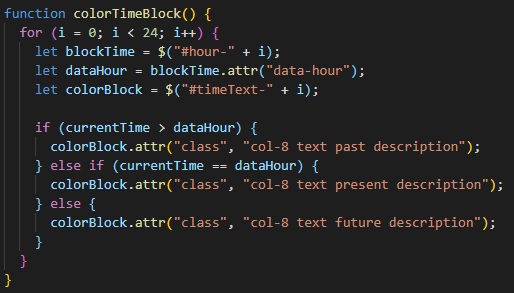 function colorTimeBlock() {
  for (i = 0; i < 24; i++) {
    let blockTime = $("#hour-" + i);
    let dataHour = blockTime.attr("data-hour");
    let colorBlock = $("#timeText-" + i);

    if (currentTime > dataHour) {
      colorBlock.attr("class", "col-8 text past description");
    } else if (currentTime == dataHour) {
      colorBlock.attr("class", "col-8 text present description");
    } else {
      colorBlock.attr("class", "col-8 text future description");
    }
  }
}